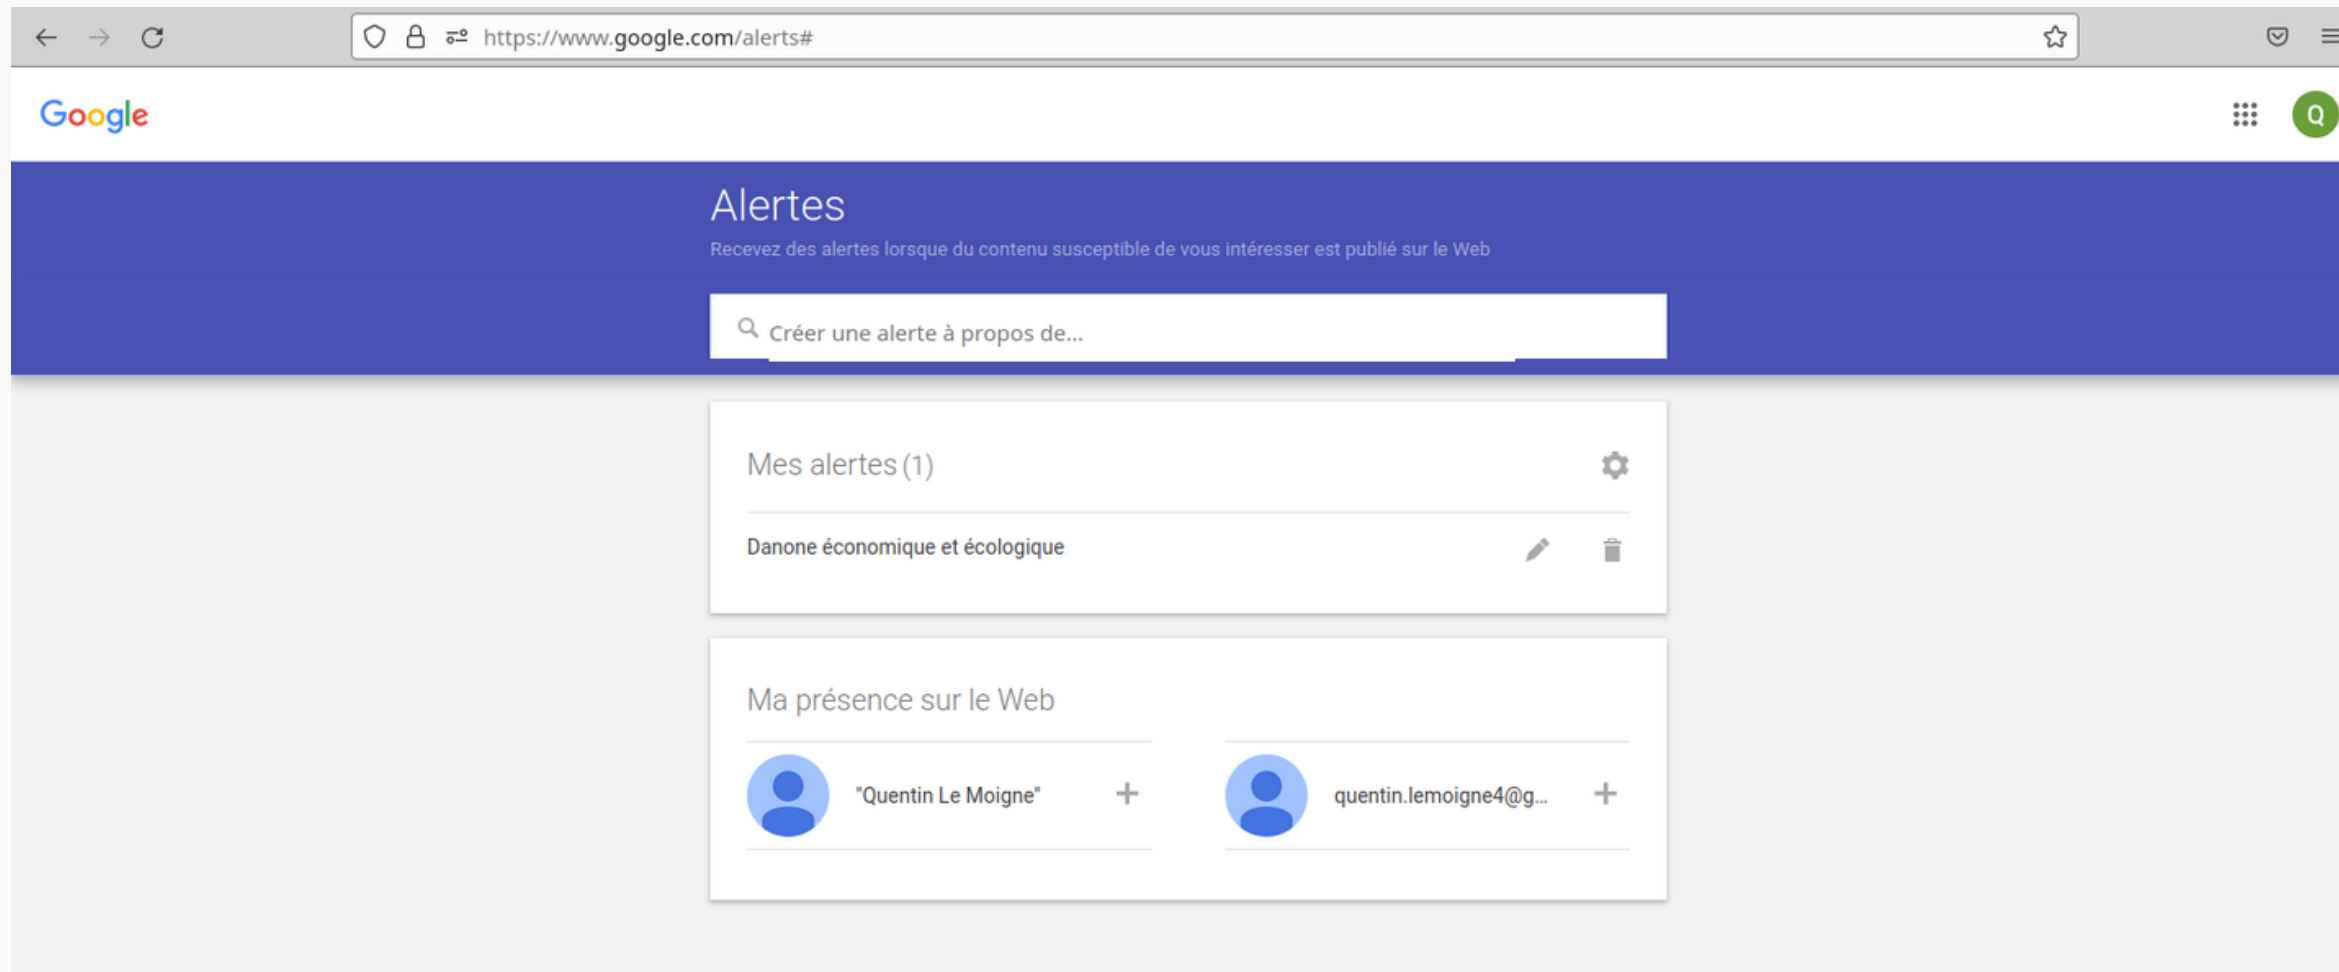 https://www.google.com/alerts#
Google
Q
Alertes
Recevez des alertes lorsque du contenu susceptible de vous intéresser est publié sur le Web
Créer une alerte à propos de...
Mes alertes (1)
Danone économique et écologique
Ma présence sur le Web
"Quentin Le Moigne"
quentin.lemoigne4@g...